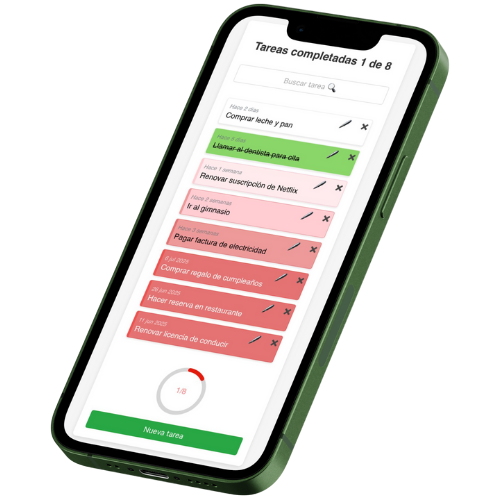 Tareas completadas 1 de 8
Buscar tarea
Hace 2 días
Comprar leche y pan
Hace 5 días
Llamar al dentista para cita
Hace 1 semana
Renovar suscripción de Netflix
Hace 2 semanas
Ir al gimnasio
Hace 3 semanas
Pagar factura de electricidad
8 jul 2025
Comprar regalo de cumpleaños
26 jun 2025
Hacer reserva en restaurante
11 jun 2025
Renovar licencia de conducir
1/8
Nueva tarea